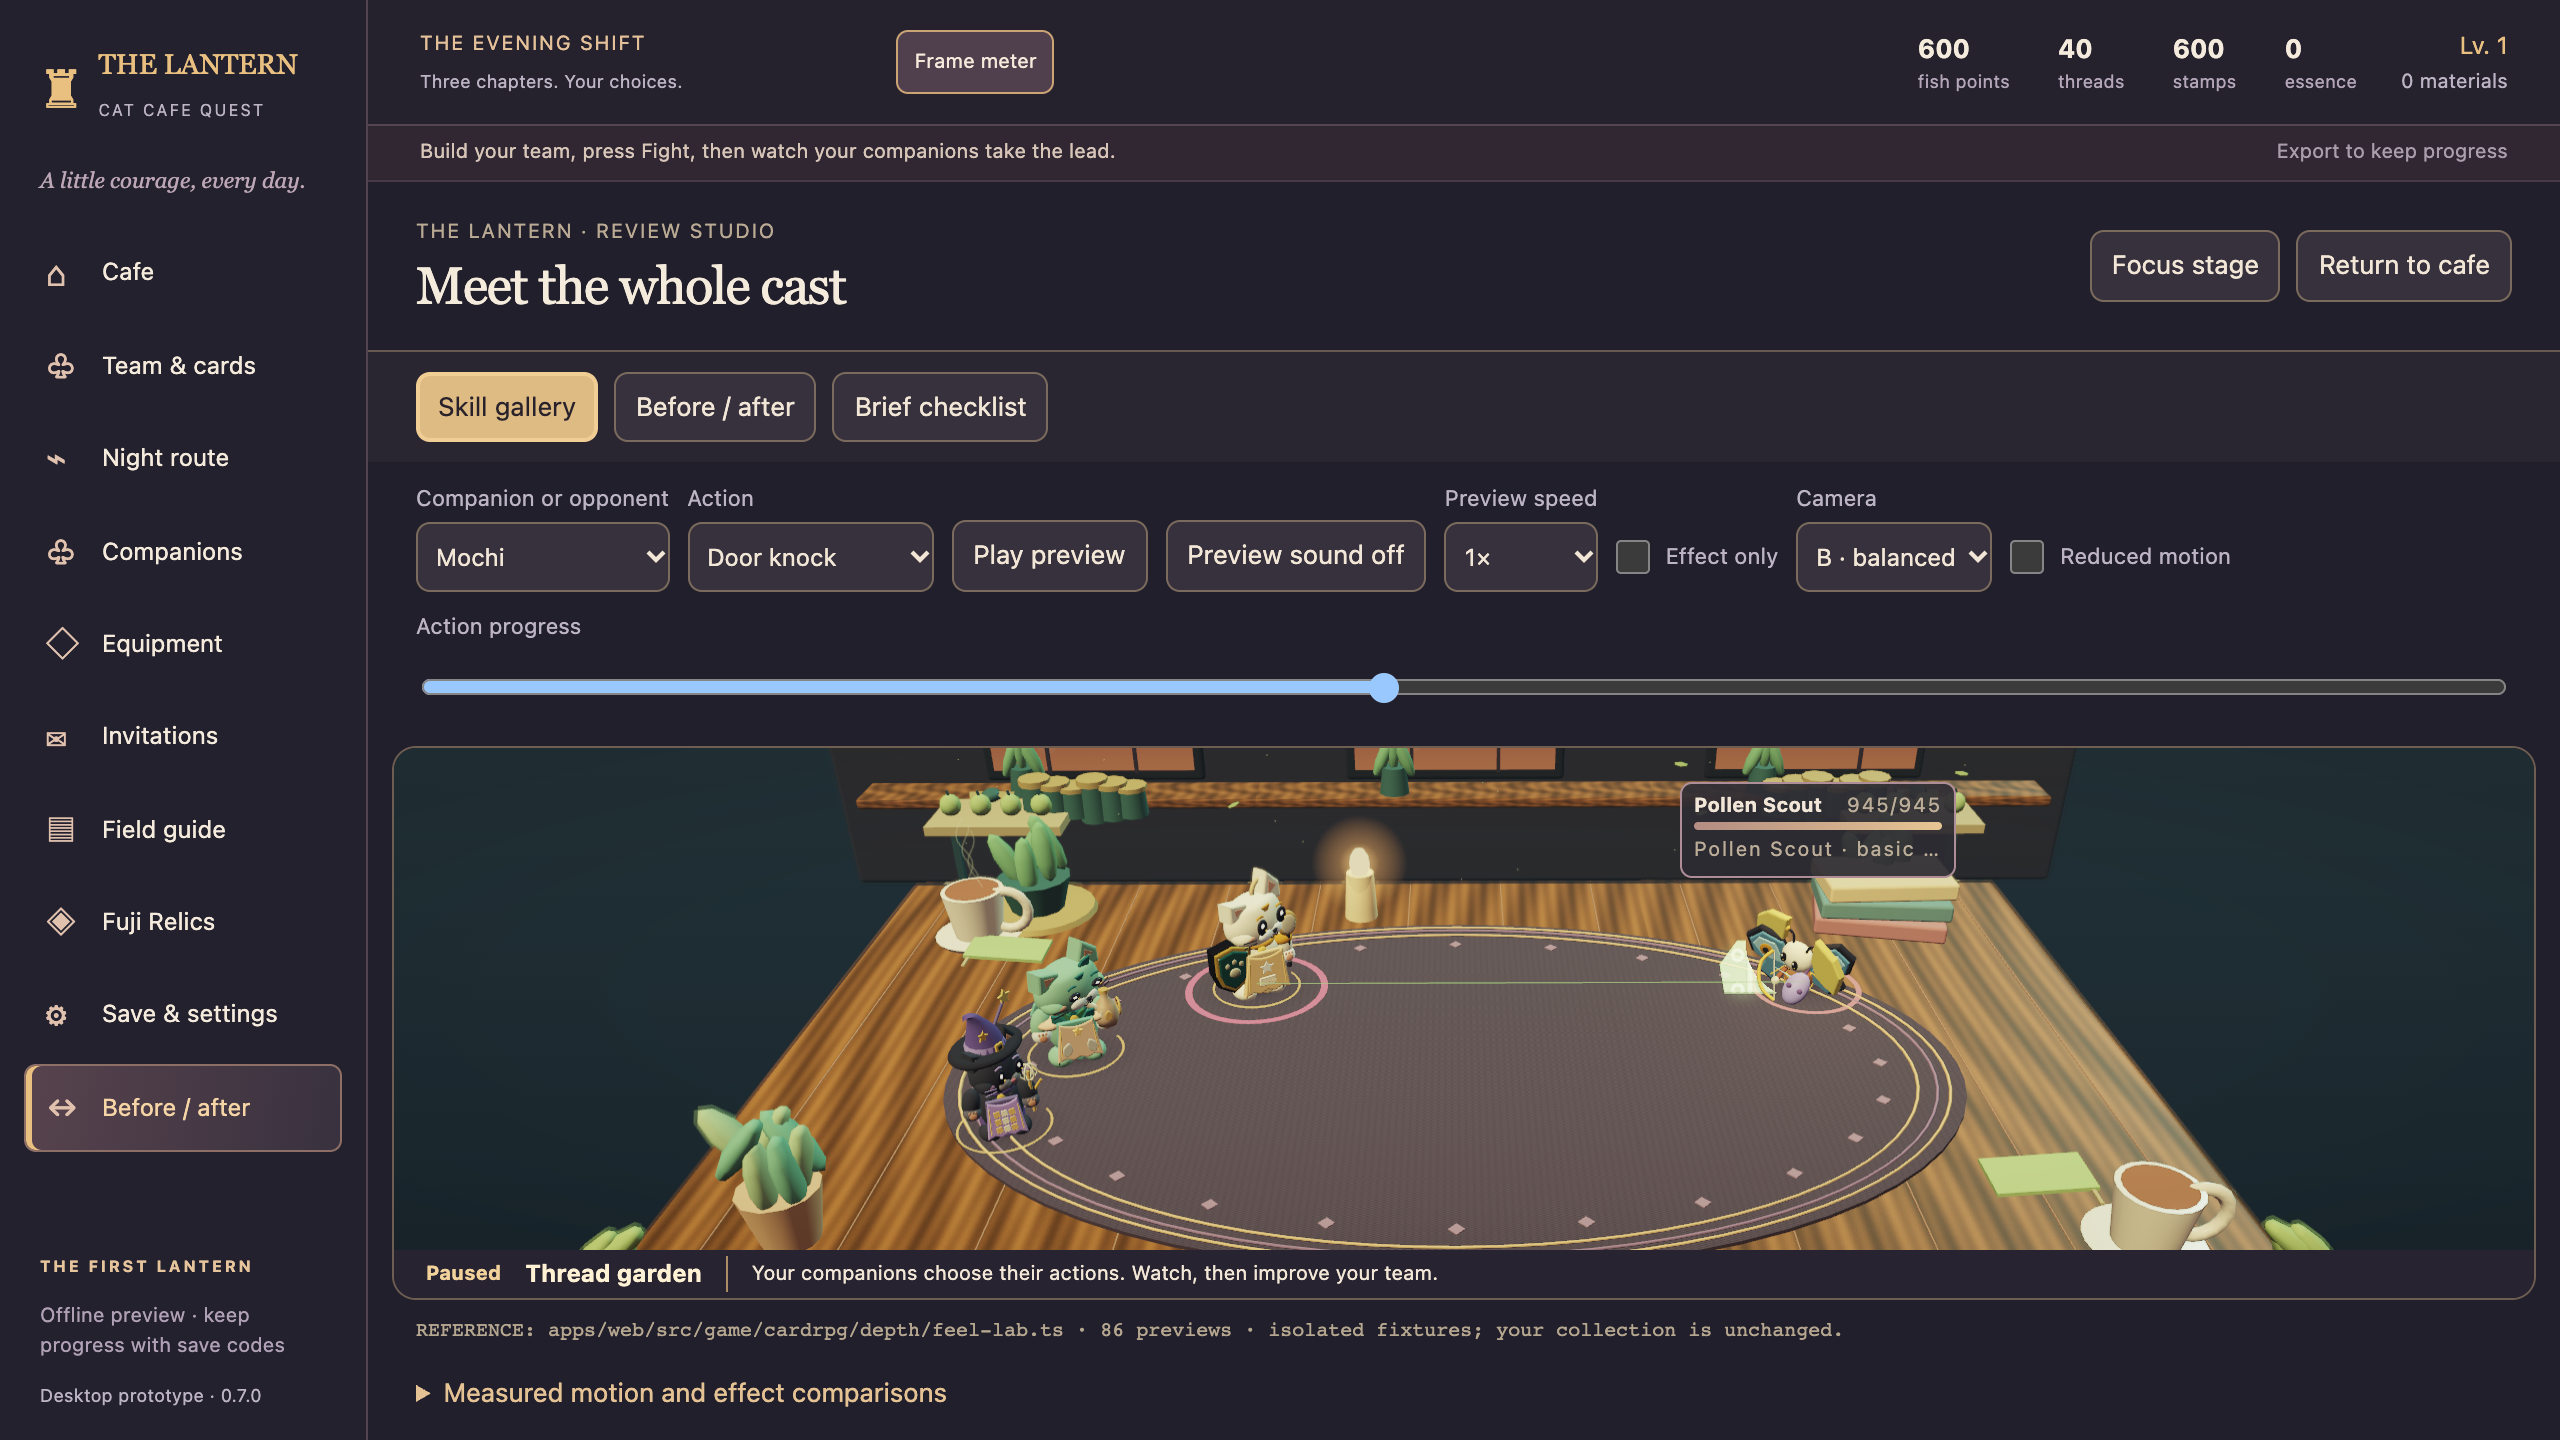 THE LANTERN
CAT CAFE QUEST
A little courage, every day.
Cafe
Team & cards
Night route
Companions
Equipment
Invitations
Field guide
Fuji Relics
Save & settings
Before / after
THE FIRST LANTERN
Offline preview · keep
progress with save codes
Desktop prototype · 0.7.0
THE EVENING SHIFT
Three chapters. Your choices.
Frame meter
600 fish points
40 threads
600 stamps
0 essence
Lv. 1
0 materials
Build your team, press Fight, then watch your companions take the lead.
Export to keep progress
THE LANTERN · REVIEW STUDIO
Meet the whole cast
Focus stage
Return to cafe
Skill gallery
Before / after
Brief checklist
Companion or opponent
Mochi
Action
Door knock
Play preview
Preview sound off
Preview speed
1×
Effect only
Camera
B · balanced
Reduced motion
Action progress
Pollen Scout 945/945
Pollen Scout · basic …
Paused Thread garden Your companions choose their actions. Watch, then improve your team.
REFERENCE: apps/web/src/game/cardrpg/depth/feel-lab.ts · 86 previews · isolated fixtures; your collection is unchanged.
Measured motion and effect comparisons